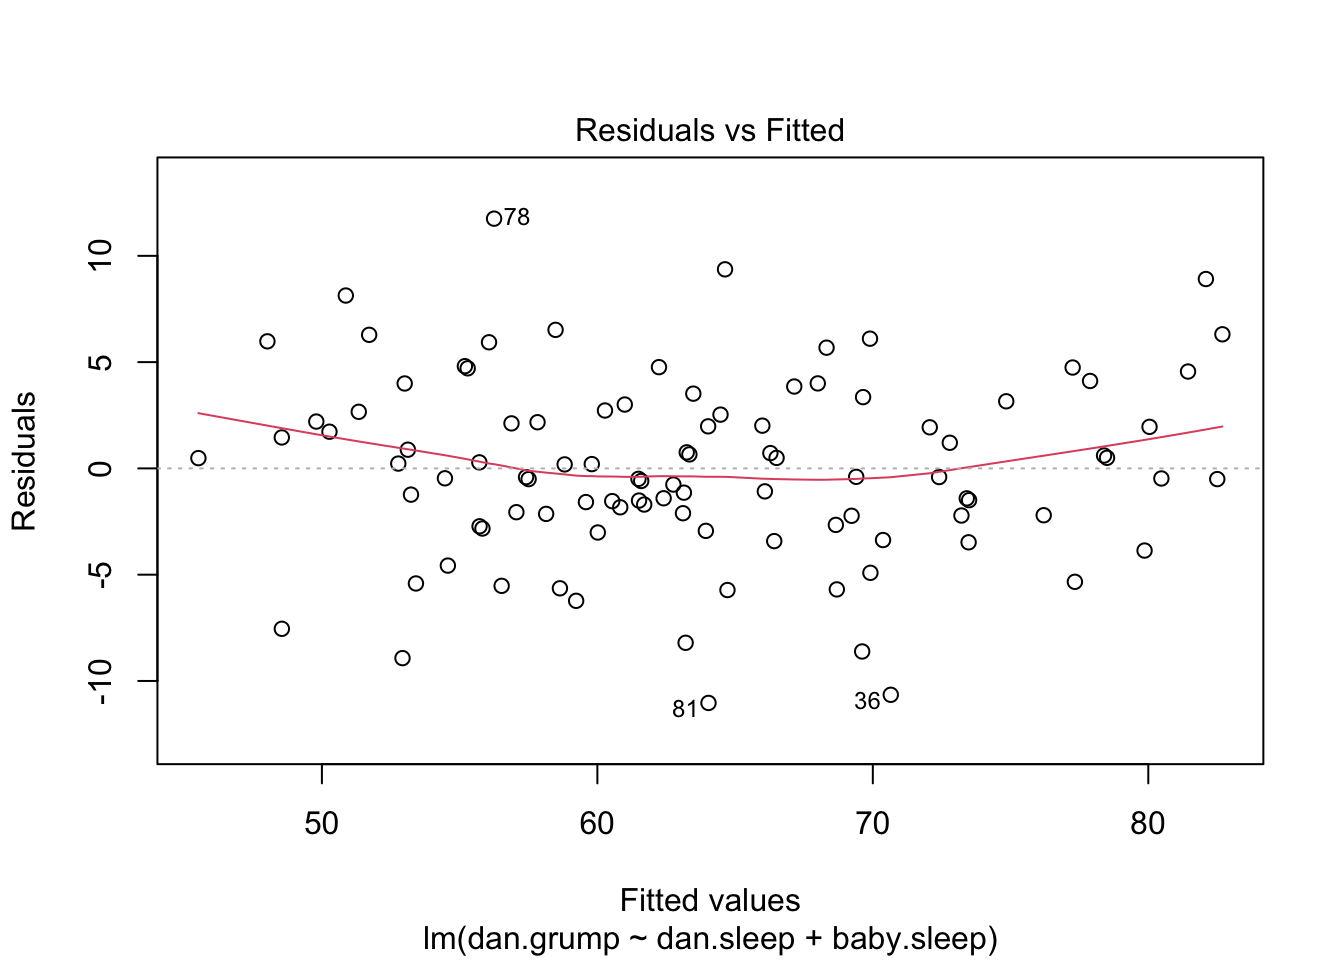 Residuals vs Fitted
Residuals
10
5
0
-5
-10
78
81
36
50 60 70 80
Fitted values
lm(dan.grump ~ dan.sleep + baby.sleep)